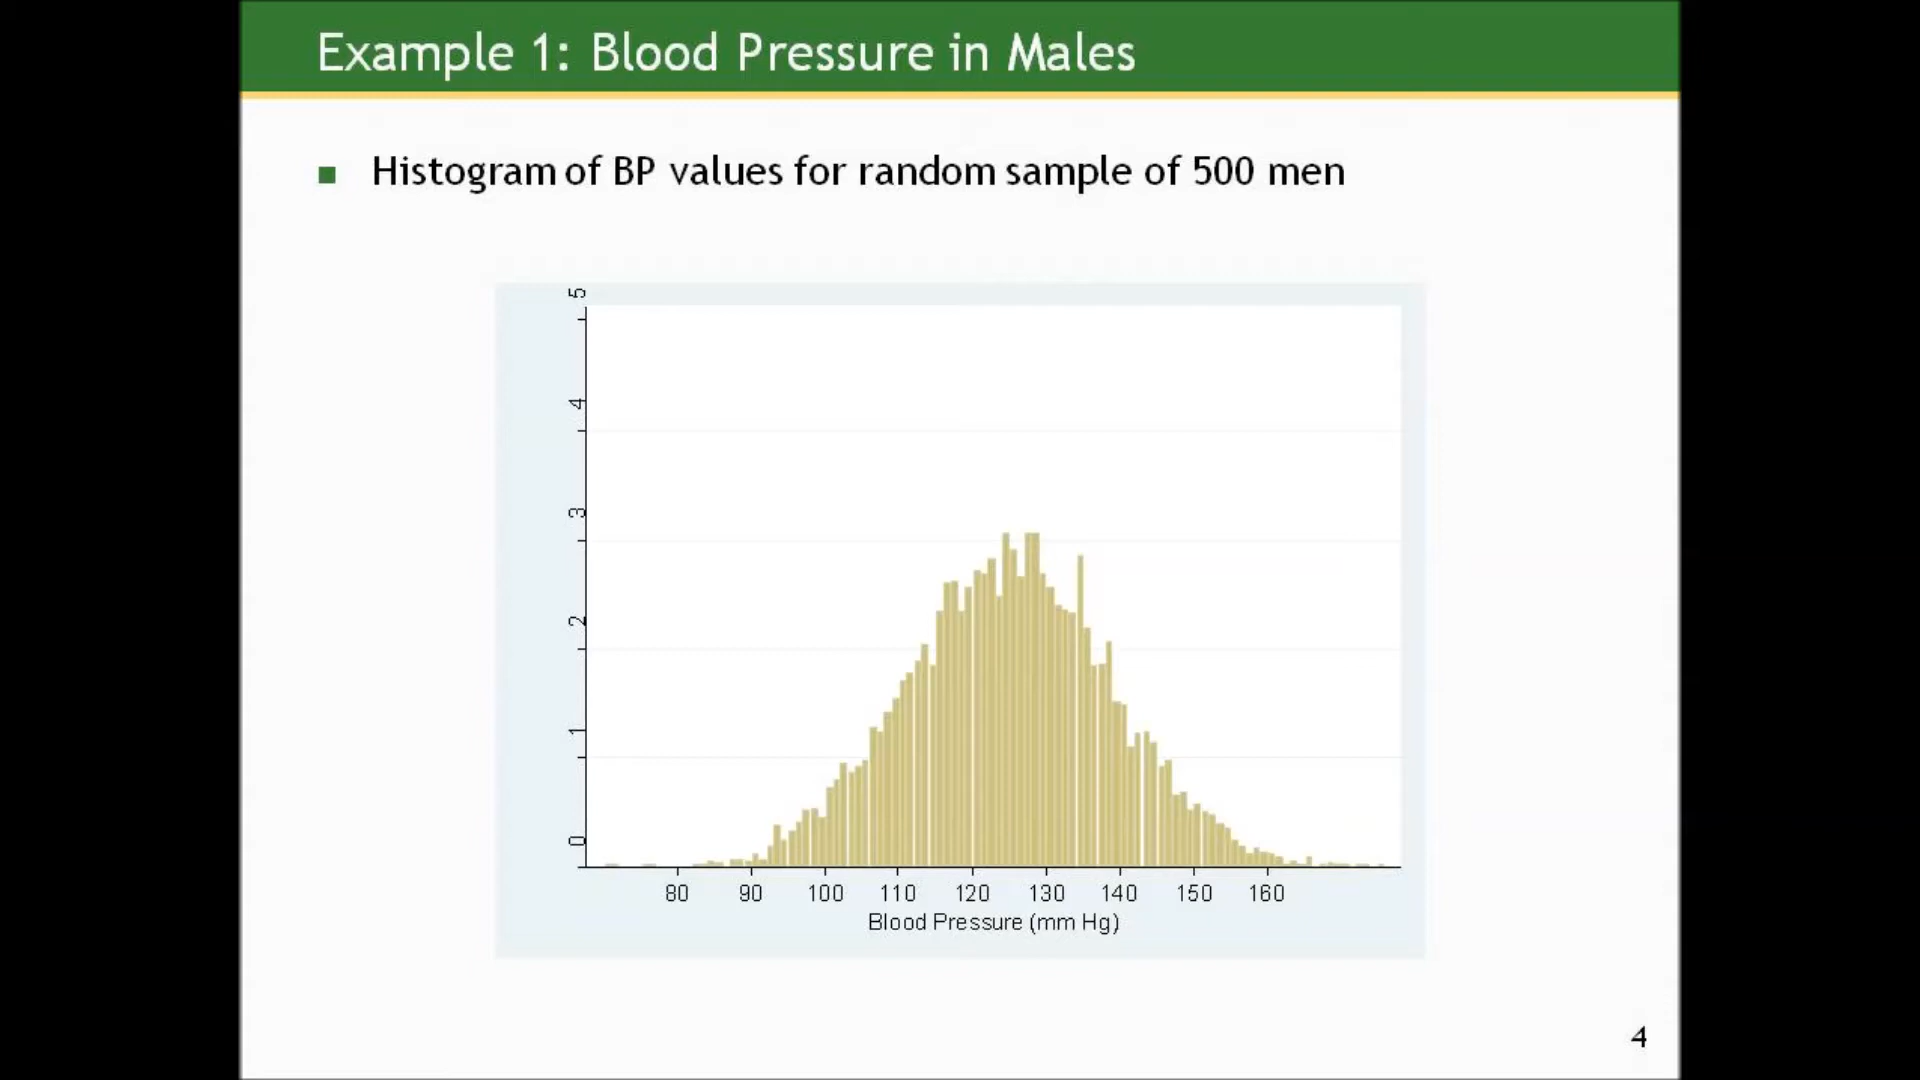 Example 1: Blood Pressure in Males
Histogram of BP values for random sample of 500 men
5
4
3
2
1
0
80 90 100 110 120 130 140 150 160
Blood Pressure (mm Hg)
4